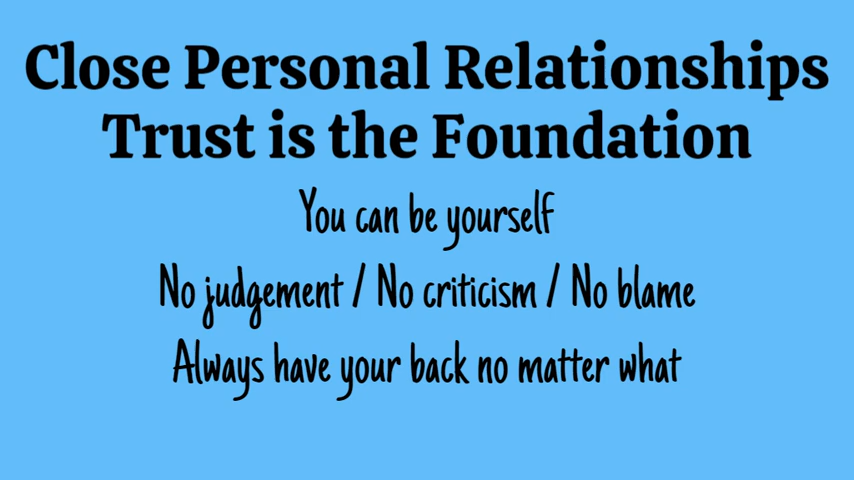 Close Personal Relationships
Trust is the Foundation
You can be yourself
No judgement / No criticism / No blame
Always have your back no matter what